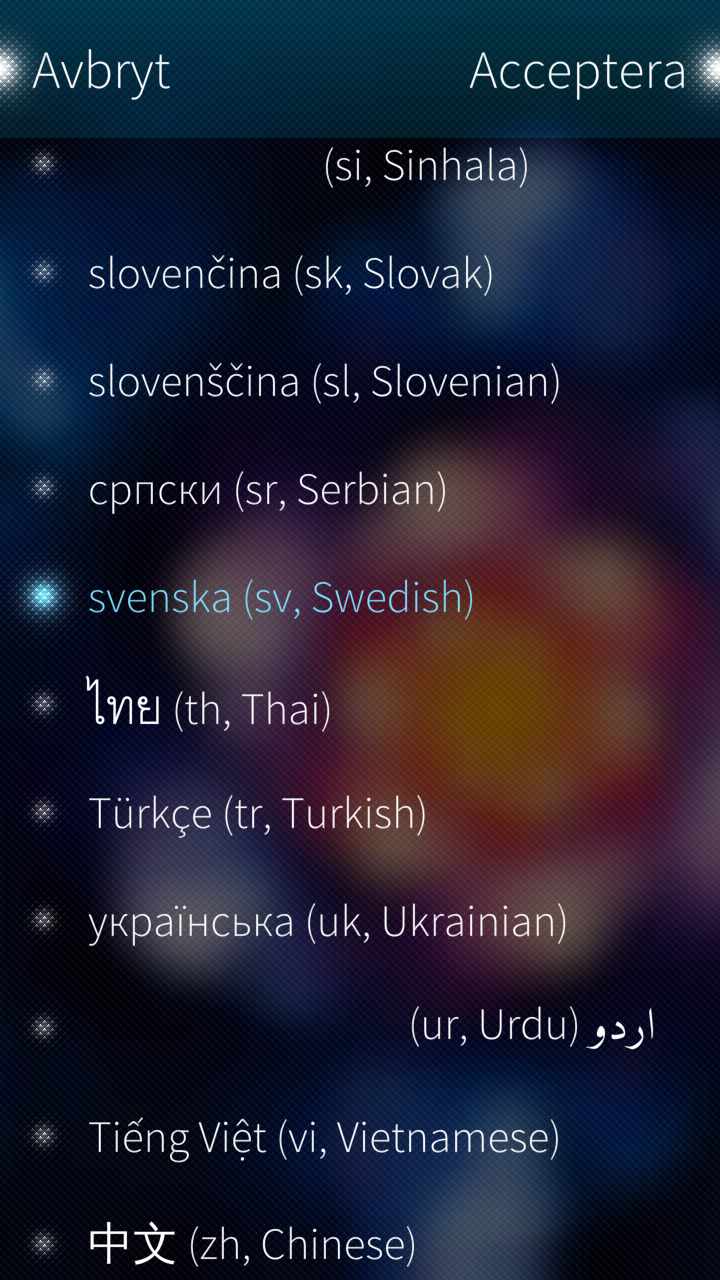 Avbryt Acceptera
(si, Sinhala)
slovenčina (sk, Slovak)
slovenščina (sl, Slovenian)
српски (sr, Serbian)
svenska (sv, Swedish)
ไทย (th, Thai)
Türkçe (tr, Turkish)
українська (uk, Ukrainian)
اردو (ur, Urdu)
Tiếng Việt (vi, Vietnamese)
中文 (zh, Chinese)